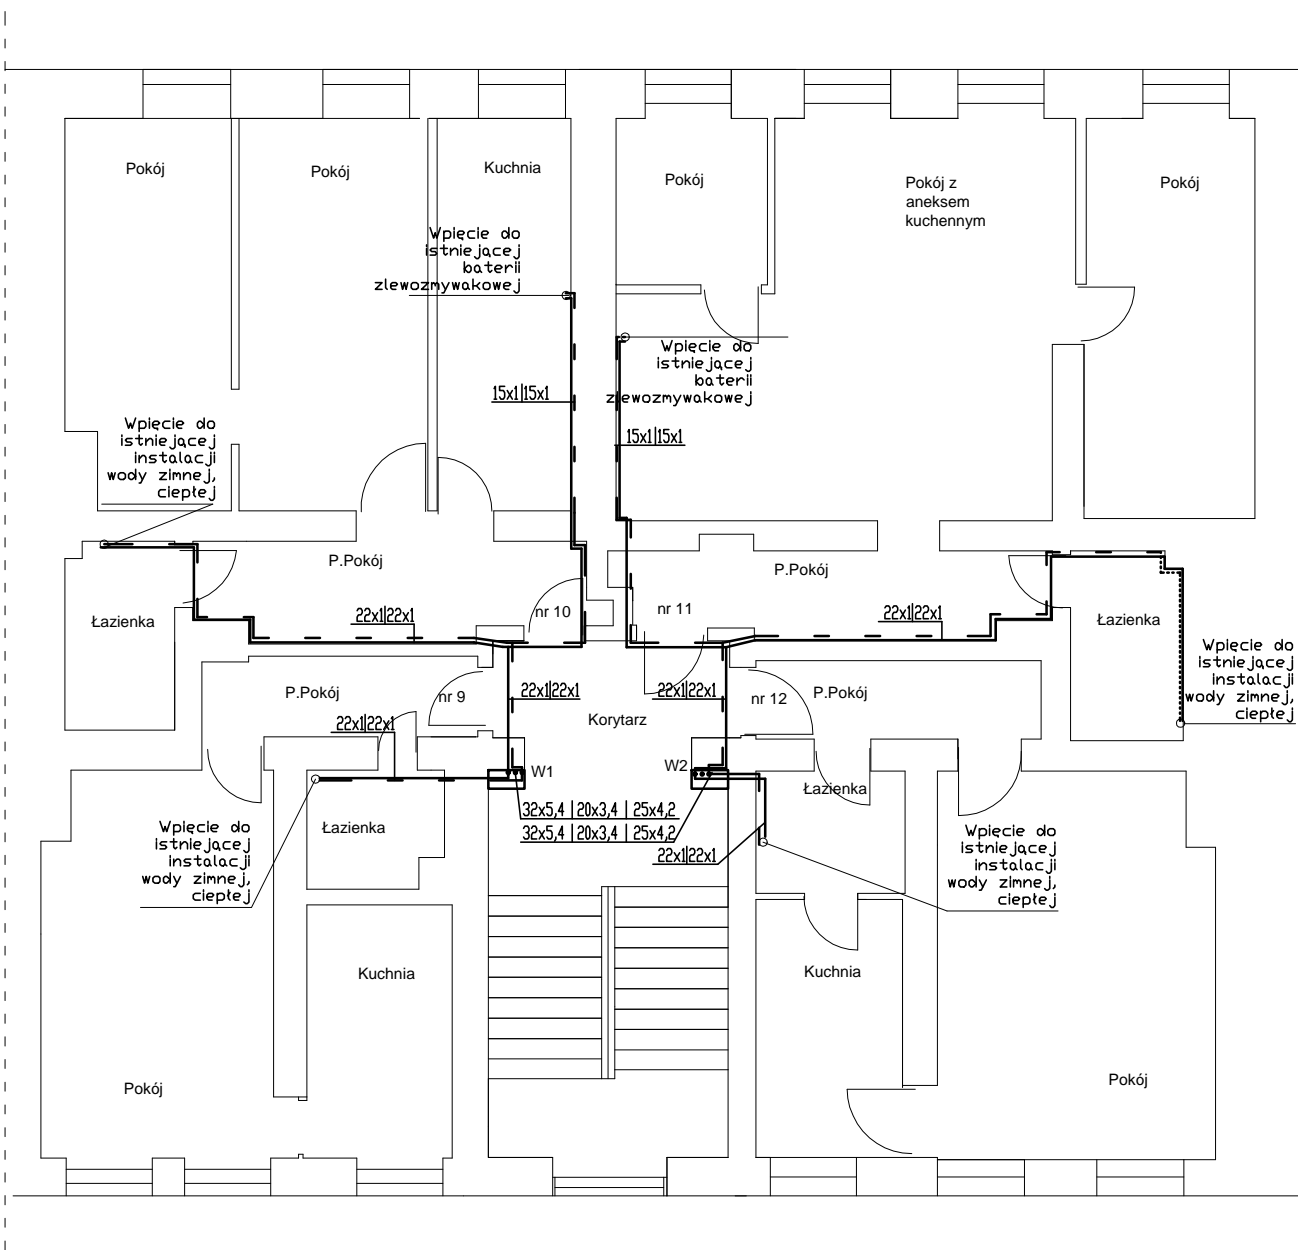 Pokój
Pokój
Kuchnia
Pokój
Pokój z
aneksem
kuchennym
Pokój
Wpięcie do
istniejącej
baterii
zlewozmywakowej
Wpięcie do
istniejącej
baterii
zlewozmywakowej
15x1|15x1
15x1|15x1
Wpięcie do
istniejącej
instalacji
wody zimnej,
ciepłej
P.Pokój
P.Pokój
Łazienka
22x1|22x1
nr 10
nr 11
22x1|22x1
Łazienka
Wpięcie do
istniejącej
instalacji
wody zimnej,
ciepłej
P.Pokój
nr 9
22x1|22x1
22x1|22x1
nr 12
P.Pokój
22x1|22x1
Korytarz
W1
W2
Łazienka
32x5,4 | 20x3,4 | 25x4,2
32x5,4 | 20x3,4 | 25x4,2
22x1|22x1
Łazienka
Wpięcie do
istniejącej
instalacji
wody zimnej,
ciepłej
Wpięcie do
istniejącej
instalacji
wody zimnej,
ciepłej
Kuchnia
Kuchnia
Pokój
Pokój